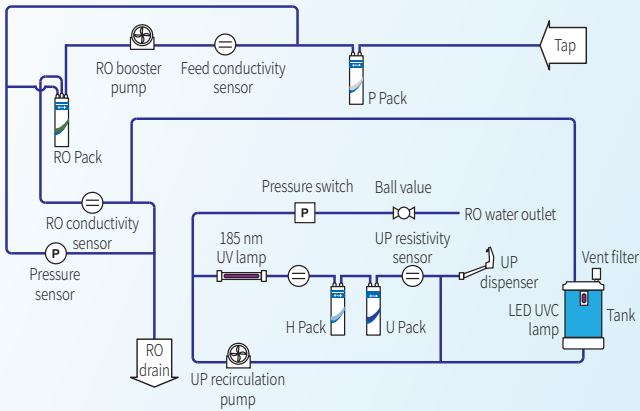 Tap
RO booster
pump
Feed conductivity
sensor
P Pack
RO Pack
Pressure switch
P
Ball value
RO water outlet
RO conductivity
sensor
185 nm
UV lamp
UP resistivity
sensor
UP
dispenser
Vent filter
P
Pressure
sensor
H Pack
U Pack
LED UVC
lamp
Tank
RO
drain
UP recirculation
pump